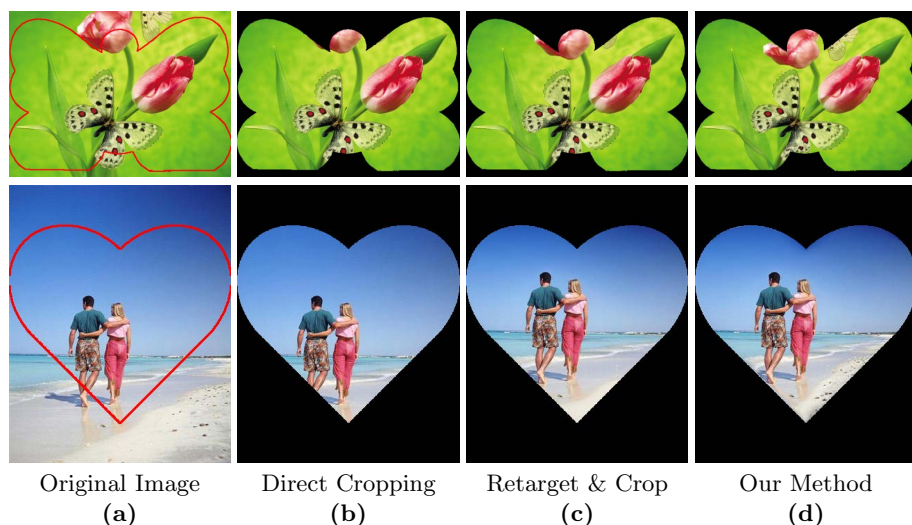 Original Image
Direct Cropping
Retarget & Crop
Our Method
(a)
(b)
(c)
(d)